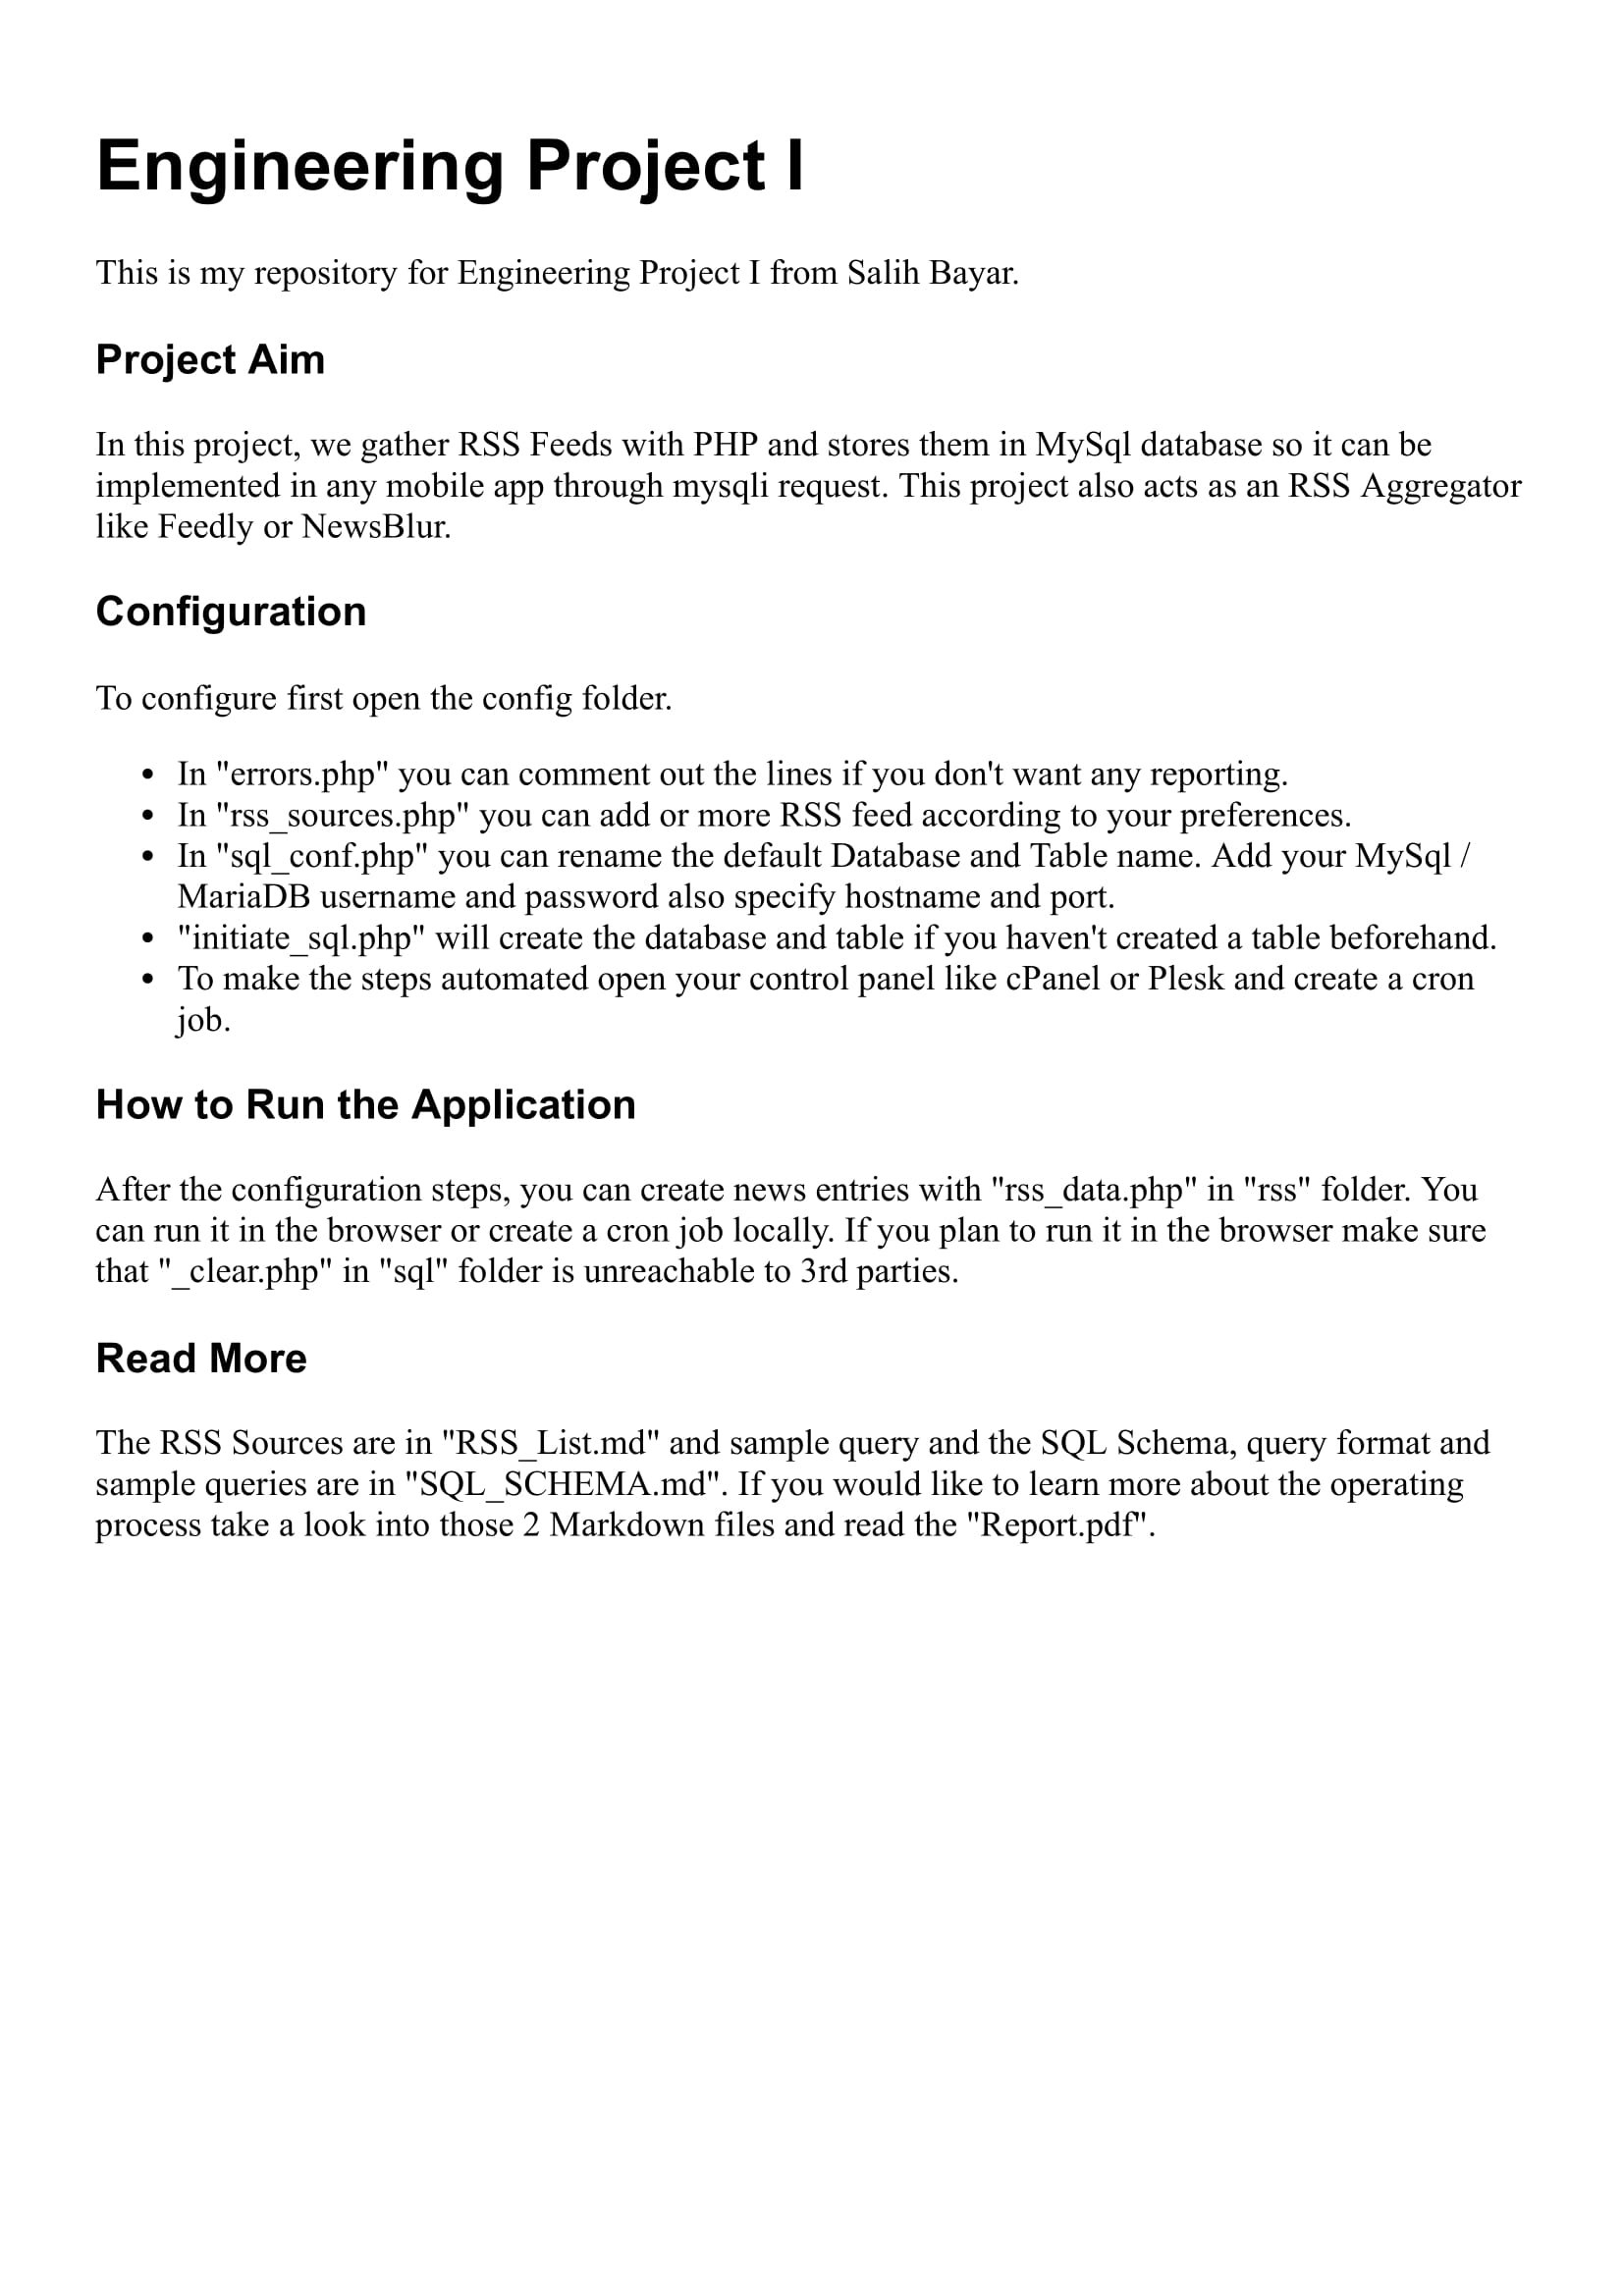 Engineering Project I
This is my repository for Engineering Project I from Salih Bayar.
Project Aim
In this project, we gather RSS Feeds with PHP and stores them in MySql database so it can be
implemented in any mobile app through mysqli request. This project also acts as an RSS Aggregator
like Feedly or NewsBlur.
Configuration
To configure first open the config folder.
• In "errors.php" you can comment out the lines if you don't want any reporting.
• In "rss_sources.php" you can add or more RSS feed according to your preferences.
• In "sql_conf.php" you can rename the default Database and Table name. Add your MySql /
MariaDB username and password also specify hostname and port.
• "initiate_sql.php" will create the database and table if you haven't created a table beforehand.
• To make the steps automated open your control panel like cPanel or Plesk and create a cron
job.
How to Run the Application
After the configuration steps, you can create news entries with "rss_data.php" in "rss" folder. You
can run it in the browser or create a cron job locally. If you plan to run it in the browser make sure
that "_clear.php" in "sql" folder is unreachable to 3rd parties.
Read More
The RSS Sources are in "RSS_List.md" and sample query and the SQL Schema, query format and
sample queries are in "SQL_SCHEMA.md". If you would like to learn more about the operating
process take a look into those 2 Markdown files and read the "Report.pdf".